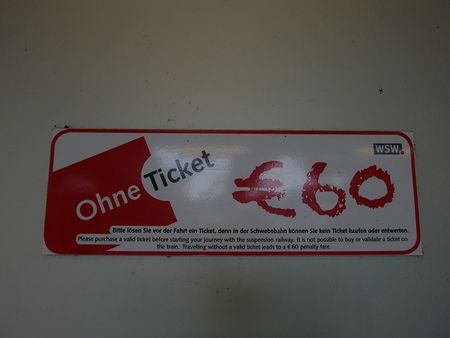 WSW.
Ohne Ticket €60
Bitte lösen Sie vor der Fahrt ein Ticket, denn in der Schwebebahn können Sie kein Ticket kaufen oder entwerten.
Please purchase a valid ticket before starting your journey with the suspension railway. It is not possible to buy or validate a ticket on
the train. Travelling without a valid ticket leads to a € 60 penalty fare.